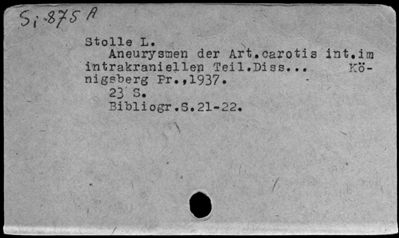 Si 875 A
Stolle L.
Aneurysmen der Art.carotis int.im
intrakraniellen Teil.Diss... Kö-
nigsberg Pr.,1937.
23 S.
Bibliogr.S.21-22.